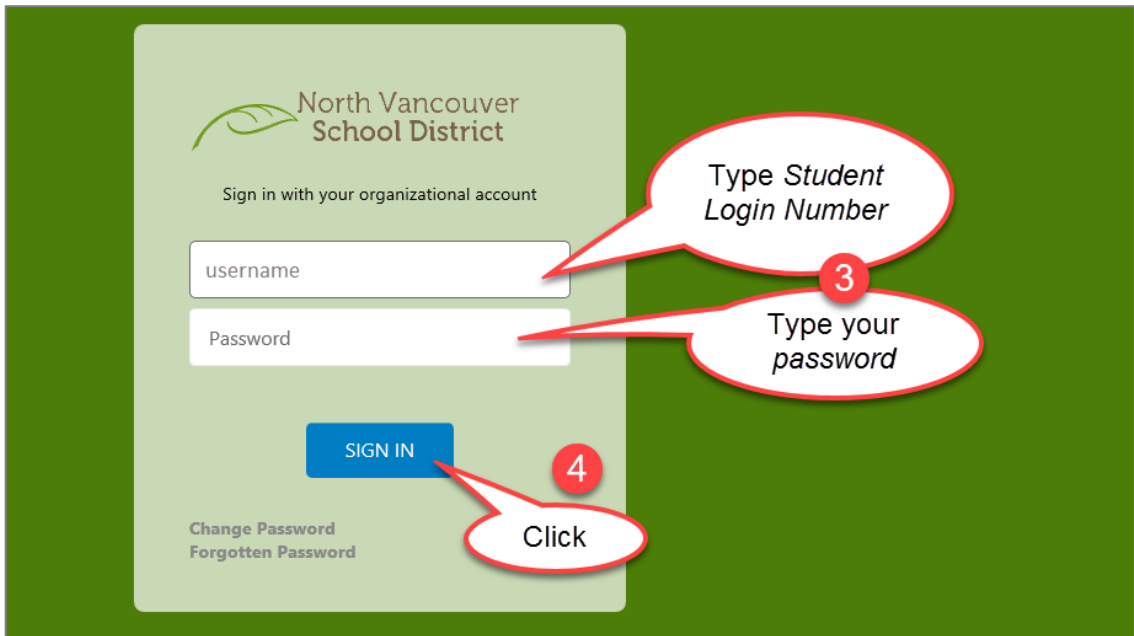 North Vancouver
School District
Sign in with your organizational account
username
Password
SIGN IN
Change Password
Forgotten Password
Type Student
Login Number
3
Type your
password
4
Click